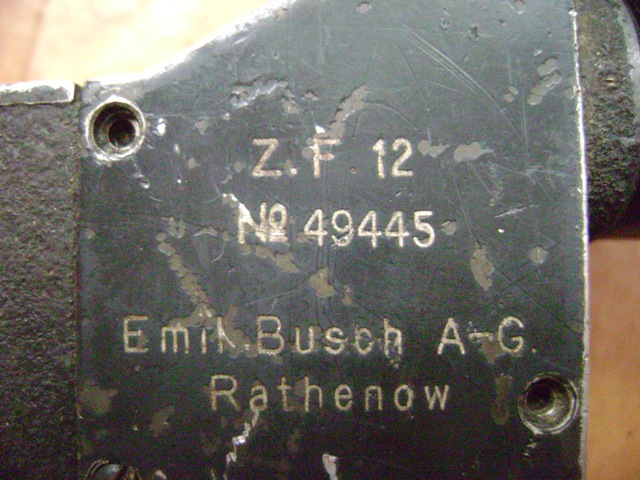 Z.F 12
№ 49445
Emil Busch A-G.
Rathenow